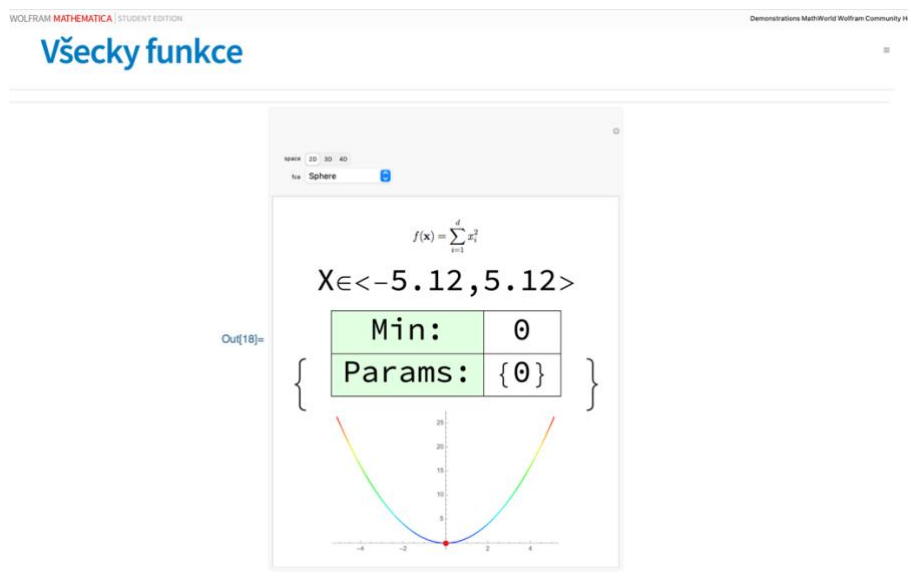 WOLFRAM MATHEMATICA | STUDENT EDITION
Demonstrations MathWorld Wolfram Community H
Všecky funkce
space 2D 3D 4D
fce Sphere
f(x) = ∑_{i=1}^{d} x_i^2
X∈<-5.12,5.12>
Out[18]=
Min: 0
Params: {0}
25
20
15
10
5
-4 -2 2 4